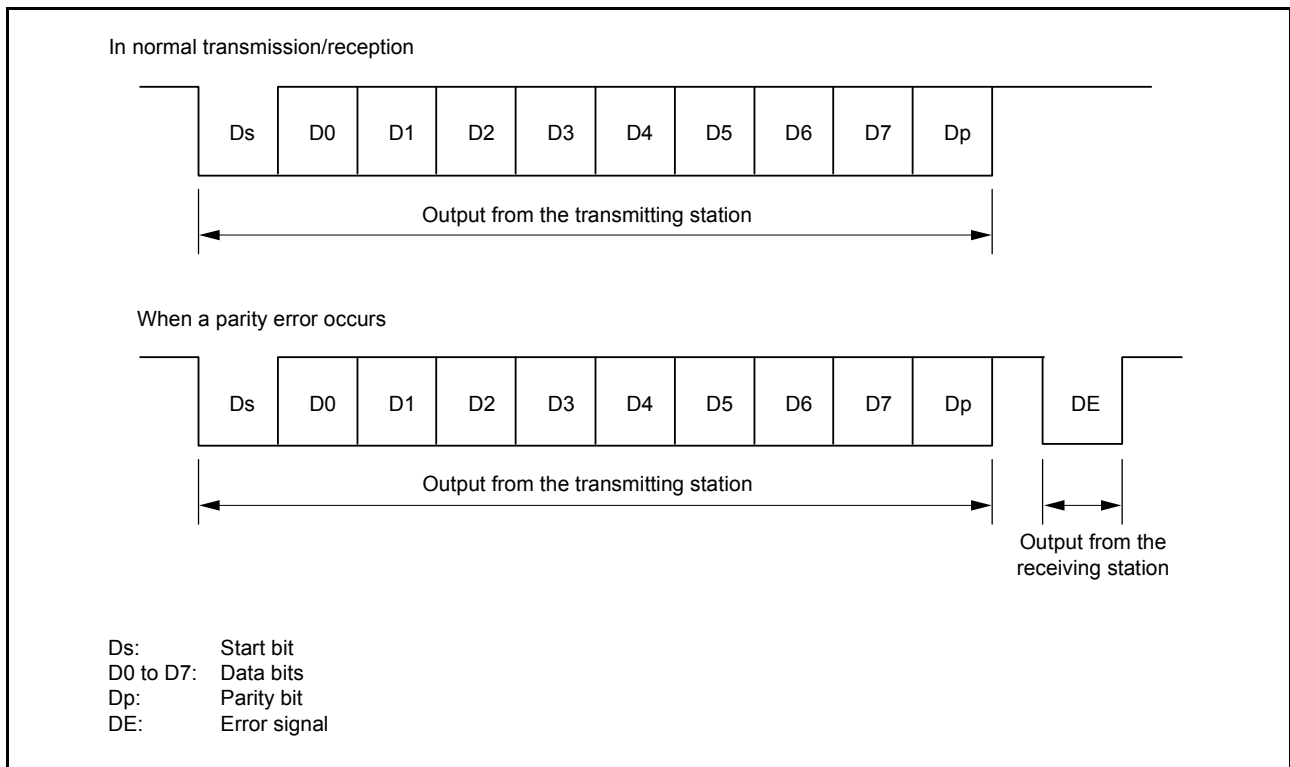 In normal transmission/reception
Ds D0 D1 D2 D3 D4 D5 D6 D7 Dp
Output from the transmitting station
When a parity error occurs
Ds D0 D1 D2 D3 D4 D5 D6 D7 Dp DE
Output from the transmitting station
Output from the
receiving station
Ds: Start bit
D0 to D7: Data bits
Dp: Parity bit
DE: Error signal